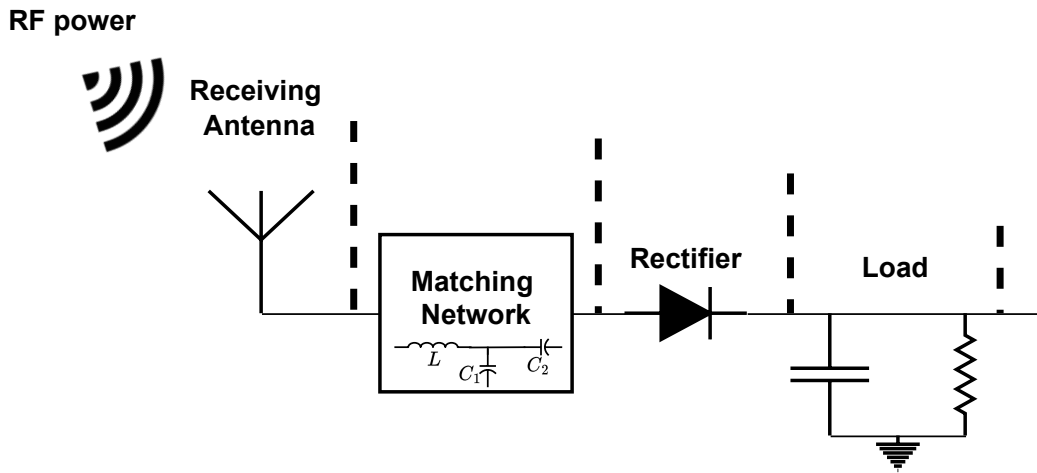 RF power
Receiving
Antenna
Matching
Network
L
C₁
C₂
Rectifier
Load